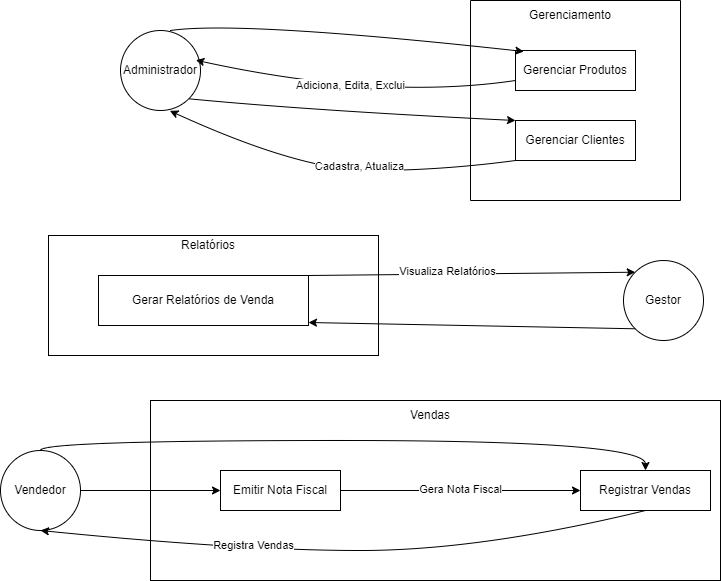 Gerenciamento
Administrador
Gerenciar Produtos
Adiciona, Edita, Exclui
Gerenciar Clientes
Cadastra, Atualiza
Relatórios
Visualiza Relatórios
Gerar Relatórios de Venda
Gestor
Vendas
Vendedor
Emitir Nota Fiscal
Gera Nota Fiscal
Registrar Vendas
Registra Vendas